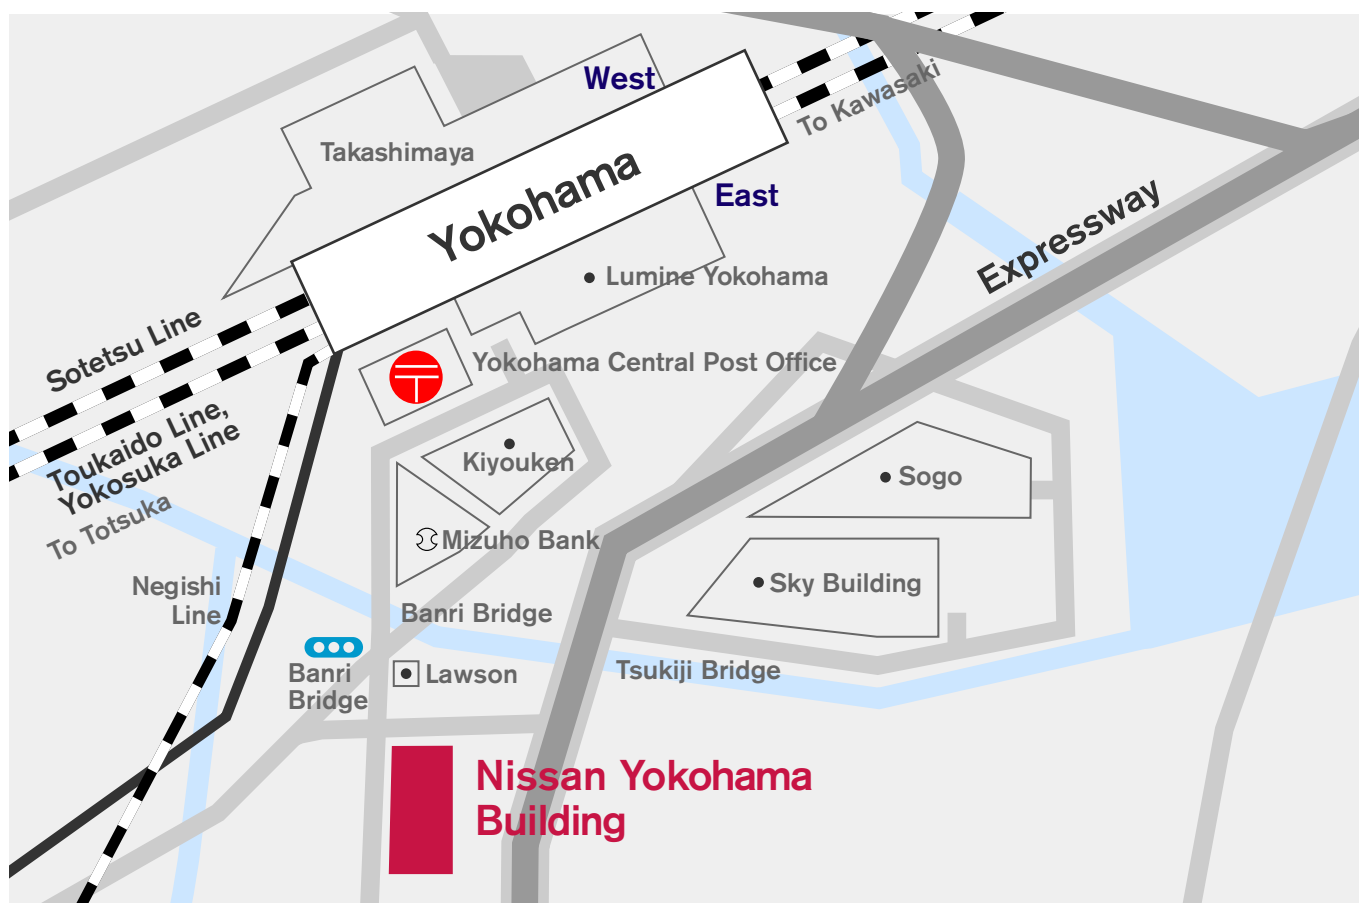 West
To Kawasaki
Takashimaya
Yokohama
East
Expressway
Lumine Yokohama
Sotetsu Line
Yokohama Central Post Office
Toukaido Line,
Yokosuka Line
To Totsuka
Kiyouken
Sogo
Mizuho Bank
Negishi
Line
Sky Building
Banri Bridge
Banri
Bridge
Lawson
Tsukiji Bridge
Nissan Yokohama
Building